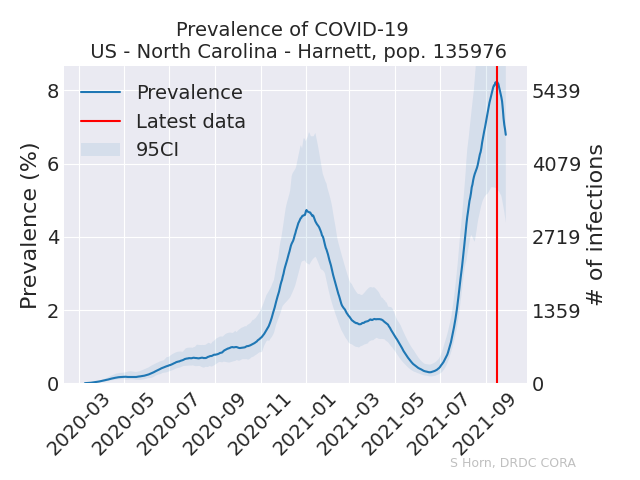 Prevalence of COVID-19
US - North Carolina - Harnett, pop. 135976
Prevalence
Latest data
95CI
Prevalence (%)
8
6
4
2
0
5439
4079
2719
1359
0
# of infections
2020-03
2020-05
2020-07
2020-09
2020-11
2021-01
2021-03
2021-05
2021-07
2021-09
S Horn, DRDC CORA